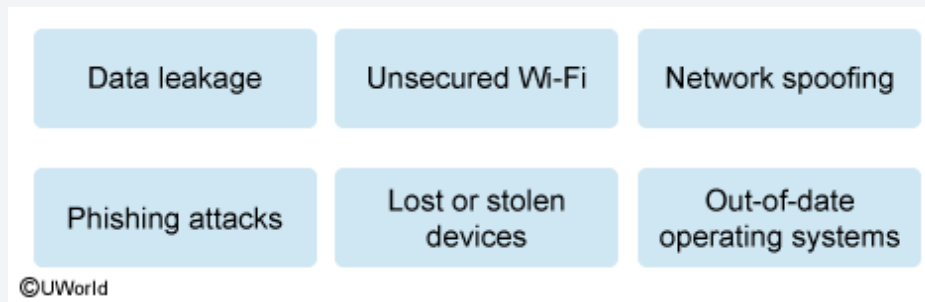 Data leakage
Unsecured Wi-Fi
Network spoofing
Phishing attacks
Lost or stolen
devices
Out-of-date
operating systems
©UWorld